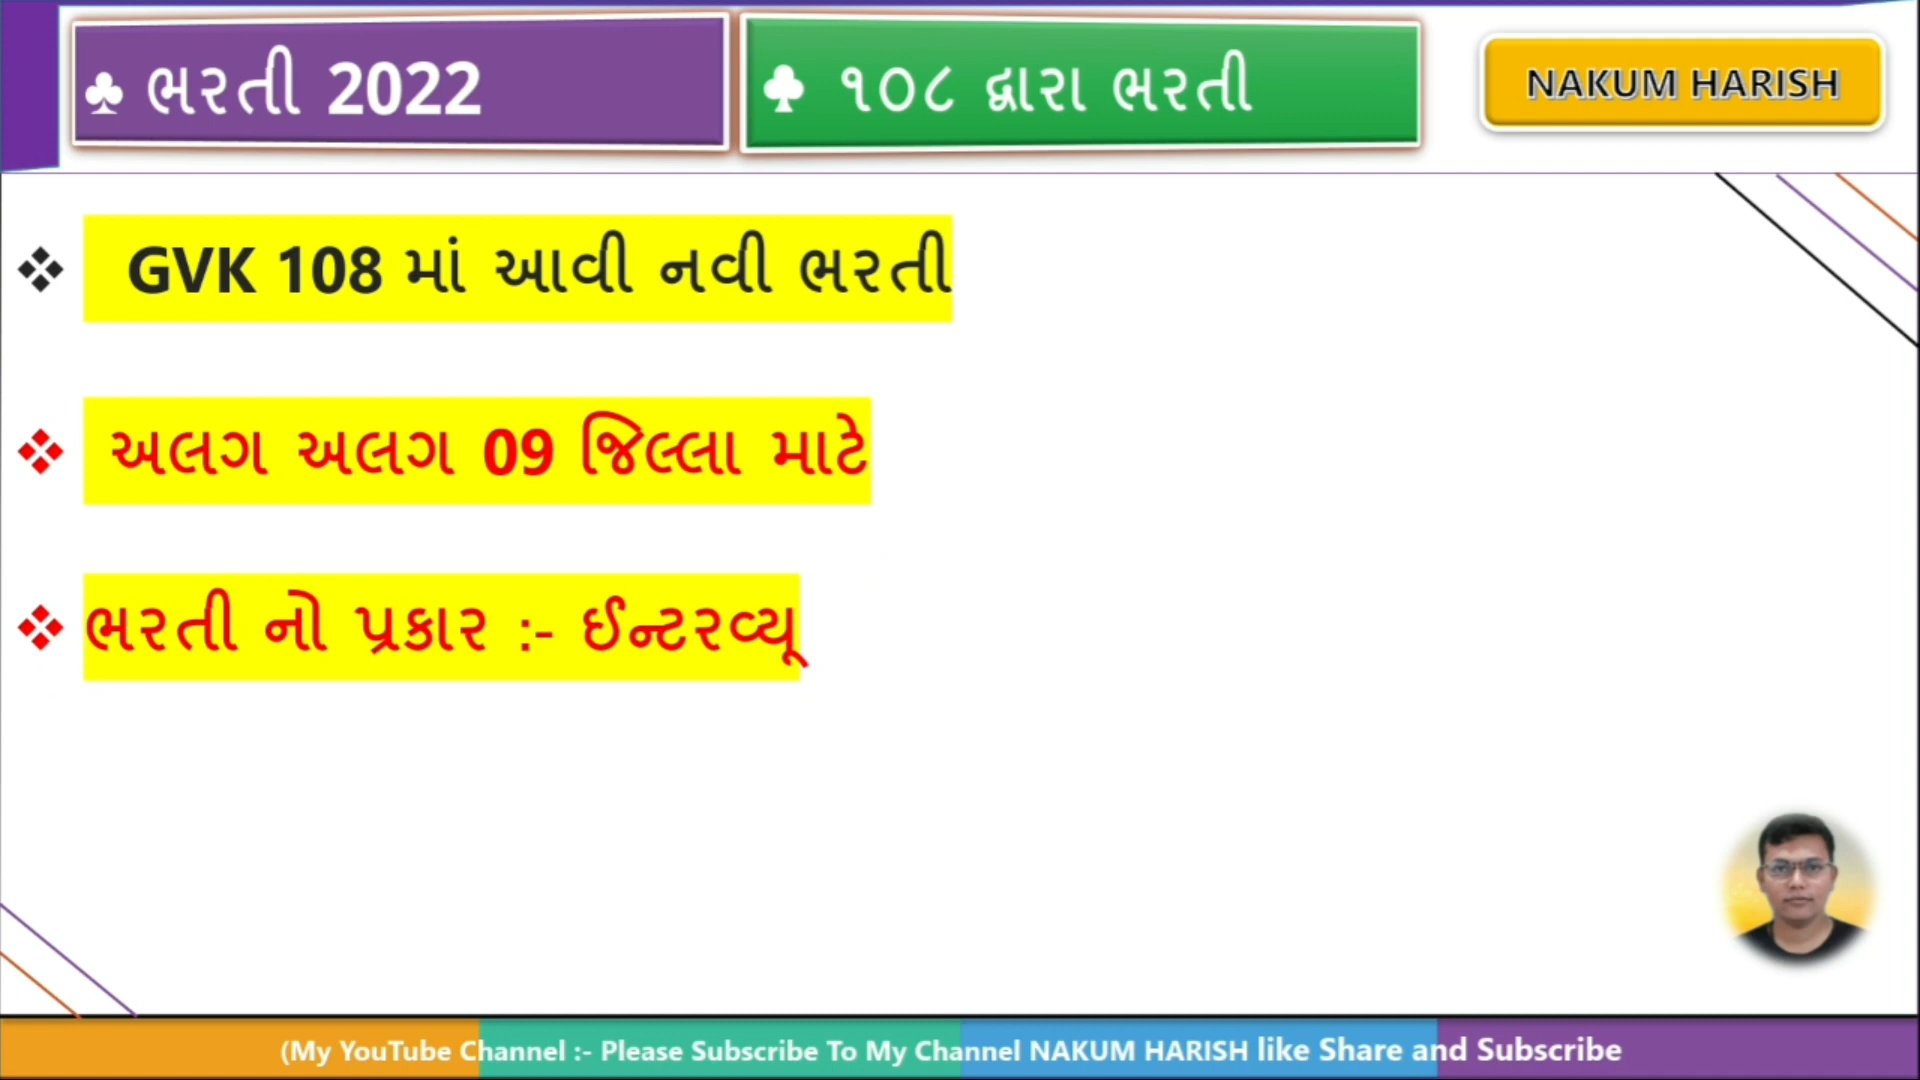 ♣ ભરતી 2022
♣ ૧૦૮ દ્વારા ભરતી
NAKUM HARISH
❖ GVK 108 માં આવી નવી ભરતી
❖ અલગ અલગ 09 જિલ્લા માટે
❖ ભરતી નો પ્રકાર :- ઈન્ટરવ્યૂ
(My YouTube Channel :- Please Subscribe To My Channel NAKUM HARISH like Share and Subscribe